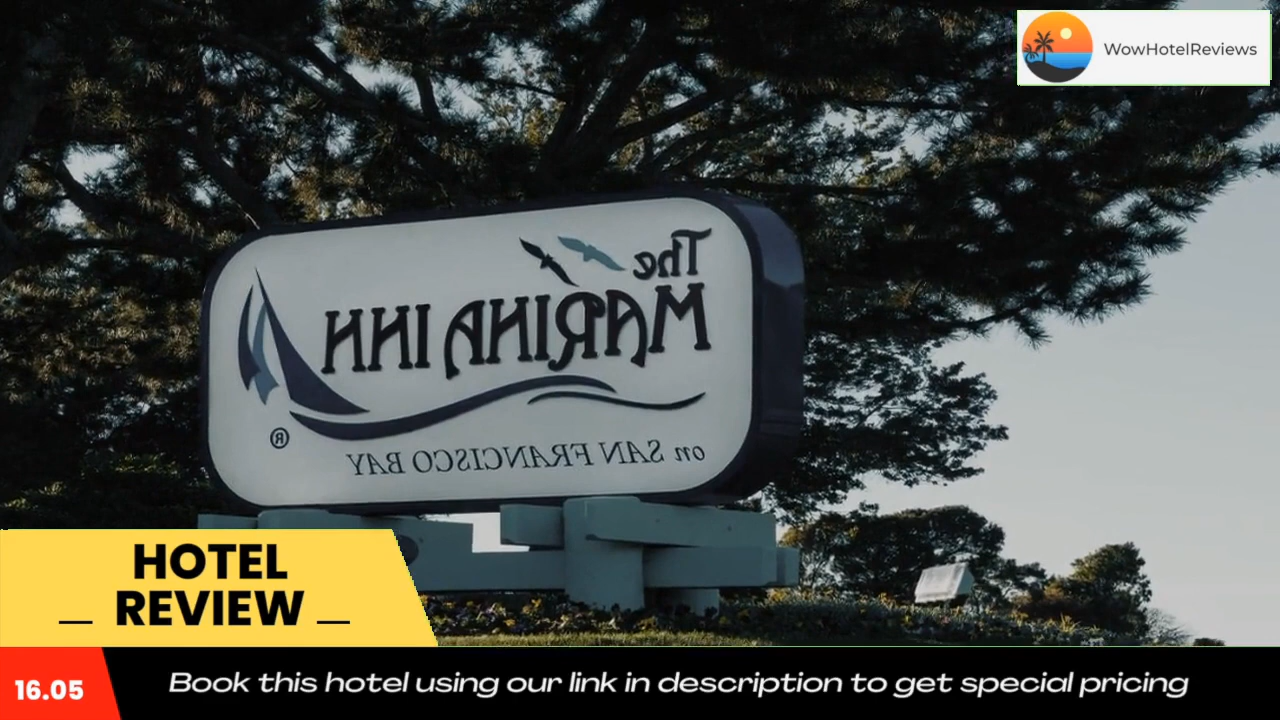 WowHotelReviews
The
MARINA INN
®
on SAN FRANCISCO BAY
HOTEL
REVIEW
16.05
Book this hotel using our link in description to get special pricing